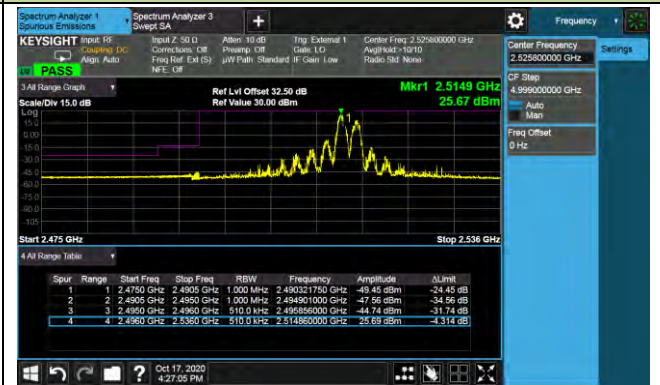 Spectrum Analyzer 1
Spurious Emissions
Spectrum Analyzer 3
Swept SA
Frequency
KEYSIGHT
Input: RF
Coupling: DC
Align: Auto
Input Z: 50 Ω
Corrections: Off
Freq Ref: Ext (S)
NFE: Off
Atten: 10 dB
Preamp: Off
µW Path: Standard
Trig: External 1
Gate: LO
IF Gain: Low
Center Freq: 2.525800000 GHz
Avg|Hold:>10/10
Radio Std: None
PASS
Center Frequency
2.525800000 GHz
Settings
CF Step
4.999000000 GHz
Auto
Man
Freq Offset
0 Hz
3 All Range Graph
Ref Lvl Offset 32.50 dB
Mkr1 2.5149 GHz
Scale/Div 15.0 dB
Ref Value 30.00 dBm
25.67 dBm
Log
15.0
0.00
-15.0
-30.0
-45.0
-60.0
-75.0
-90.0
-105
1
Start 2.475 GHz
Stop 2.536 GHz
4 All Range Table
Spur Range Start Freq Stop Freq RBW Frequency Amplitude ΔLimit
1 1 2.4750 GHz 2.4905 GHz 1.000 MHz 2.490321750 GHz -49.45 dBm -24.45 dB
2 2 2.4905 GHz 2.4950 GHz 1.000 MHz 2.494901000 GHz -47.56 dBm -34.56 dB
3 3 2.4950 GHz 2.4960 GHz 510.0 kHz 2.495856000 GHz -44.74 dBm -31.74 dB
4 4 2.4960 GHz 2.5360 GHz 510.0 kHz 2.514860000 GHz 25.69 dBm -4.314 dB
Oct 17, 2020
4:27:05 PM